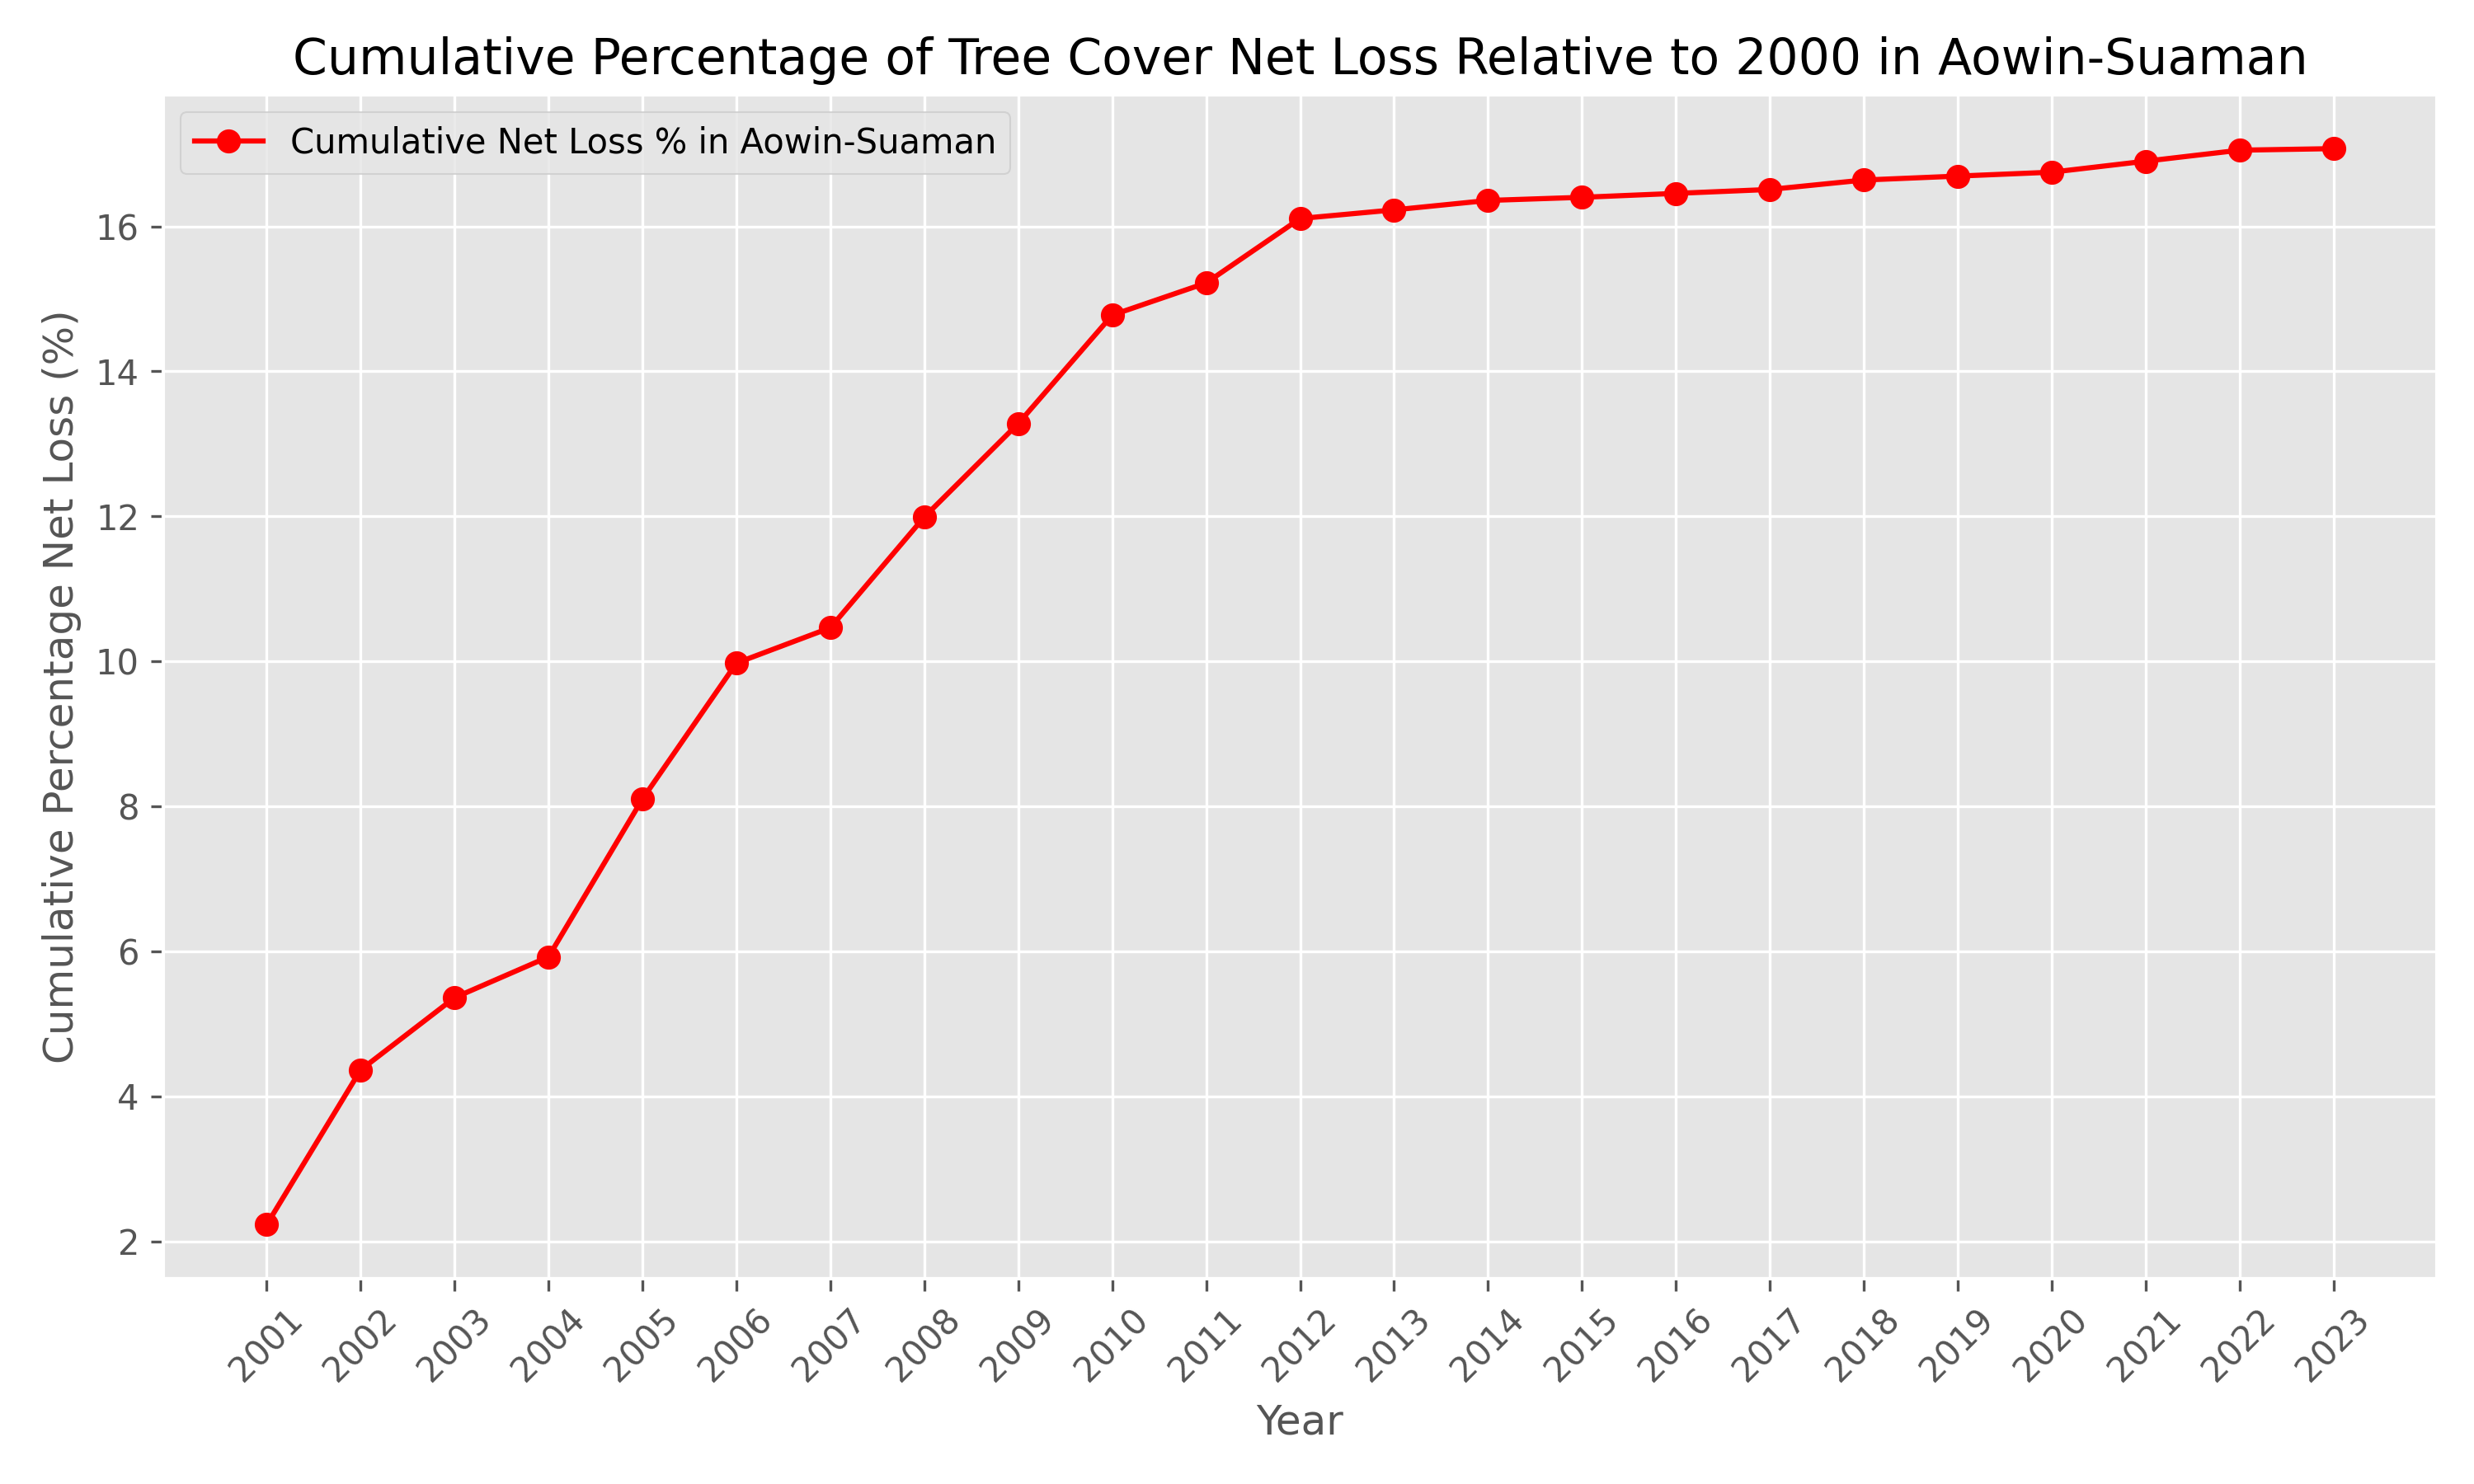 Cumulative Percentage of Tree Cover Net Loss Relative to 2000 in Aowin-Suaman
Cumulative Net Loss % in Aowin-Suaman
Cumulative Percentage Net Loss (%)
16
14
12
10
8
6
4
2
2001 2002 2003 2004 2005 2006 2007 2008 2009 2010 2011 2012 2013 2014 2015 2016 2017 2018 2019 2020 2021 2022 2023
Year